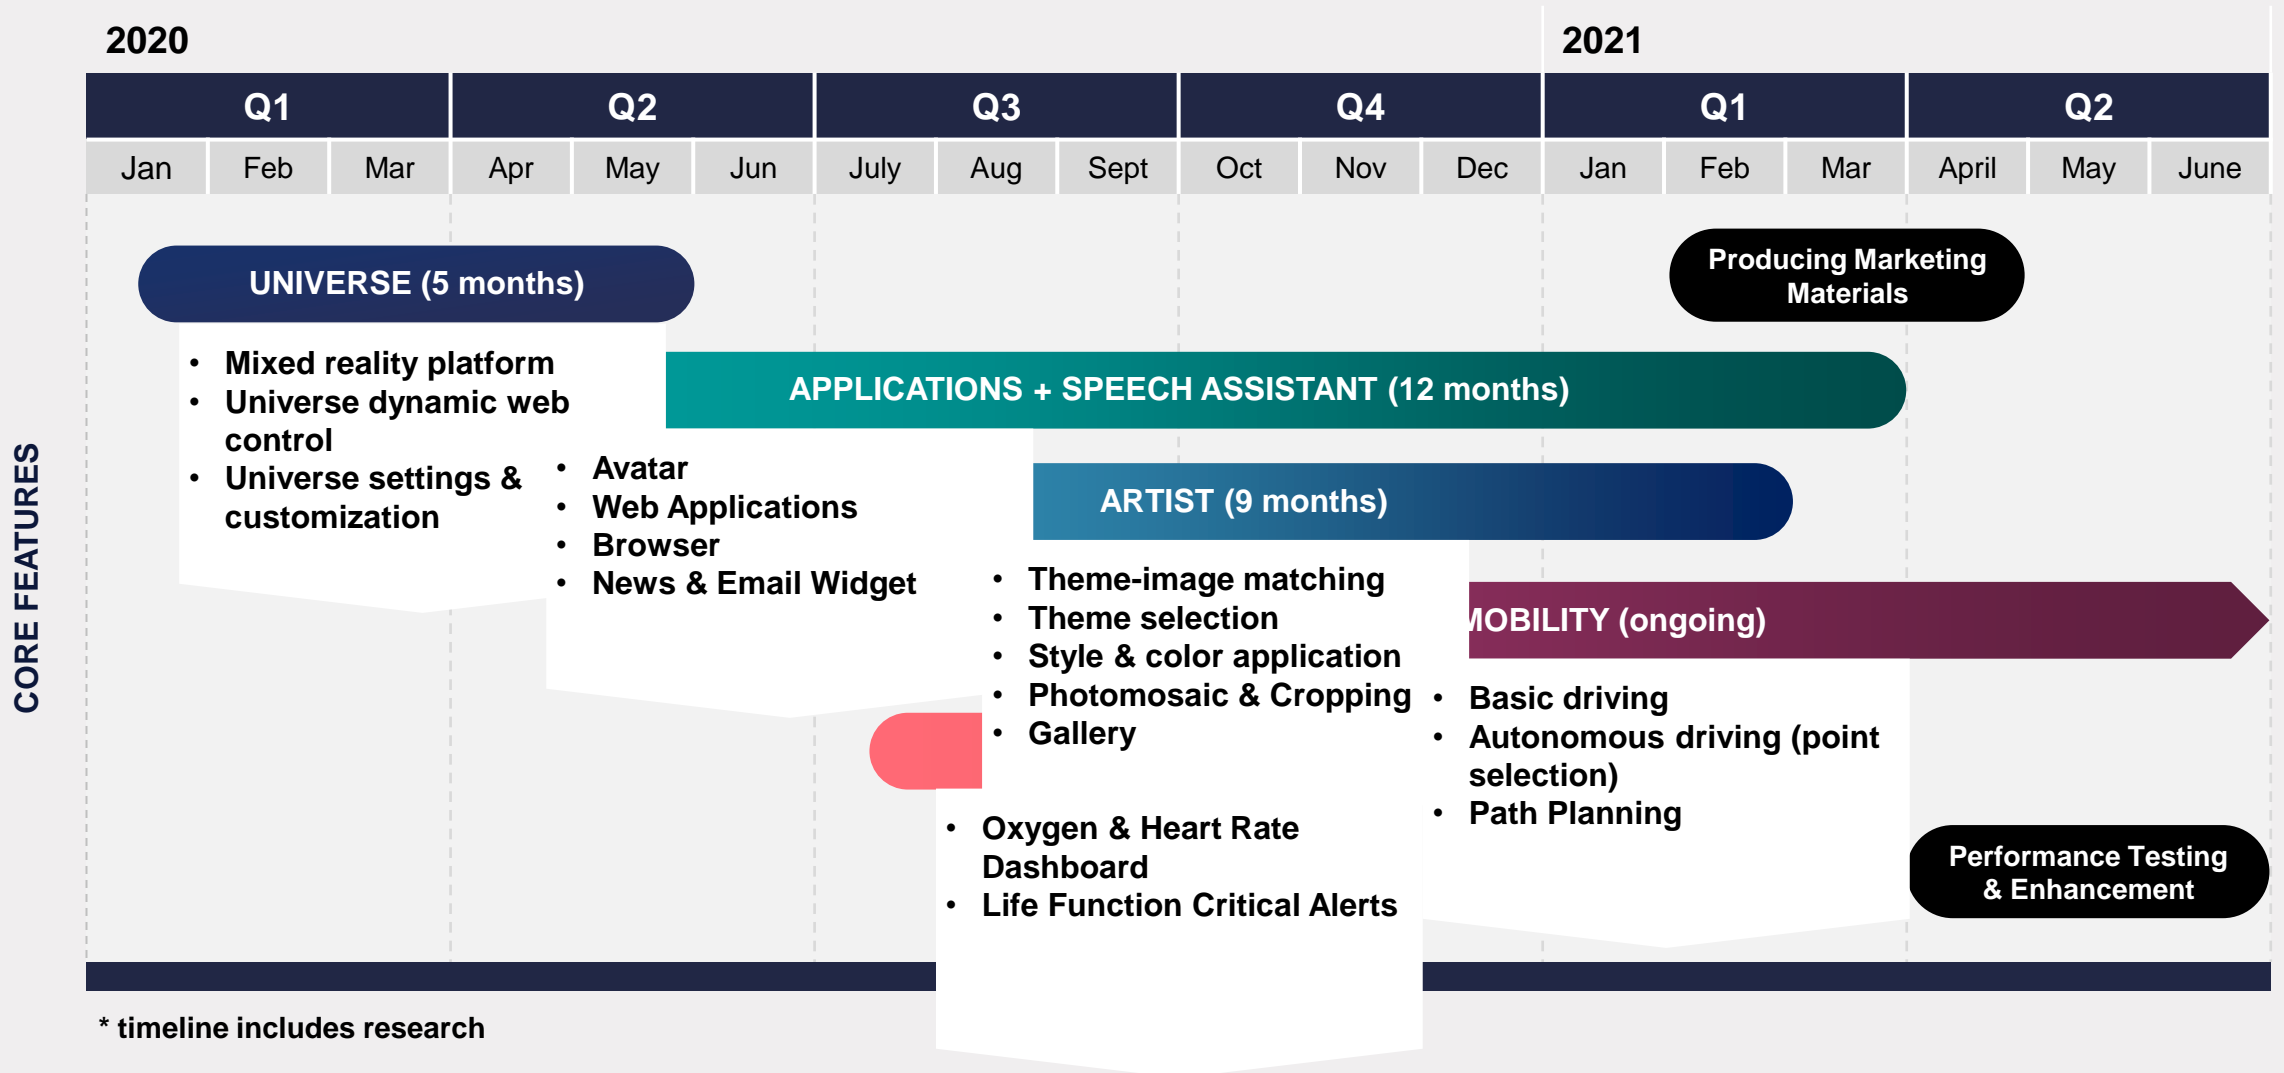 2020
2021
Q1 Q2 Q3 Q4 Q1 Q2
Jan Feb Mar Apr May Jun July Aug Sept Oct Nov Dec Jan Feb Mar April May June
CORE FEATURES
UNIVERSE (5 months)
• Mixed reality platform
• Universe dynamic web
control
• Universe settings &
customization
Producing Marketing
Materials
APPLICATIONS + SPEECH ASSISTANT (12 months)
• Avatar
• Web Applications
• Browser
• News & Email Widget
ARTIST (9 months)
• Theme-image matching
• Theme selection
• Style & color application
• Photomosaic & Cropping
• Gallery
MOBILITY (ongoing)
• Basic driving
• Autonomous driving (point
selection)
• Path Planning
• Oxygen & Heart Rate
Dashboard
• Life Function Critical Alerts
Performance Testing
& Enhancement
* timeline includes research